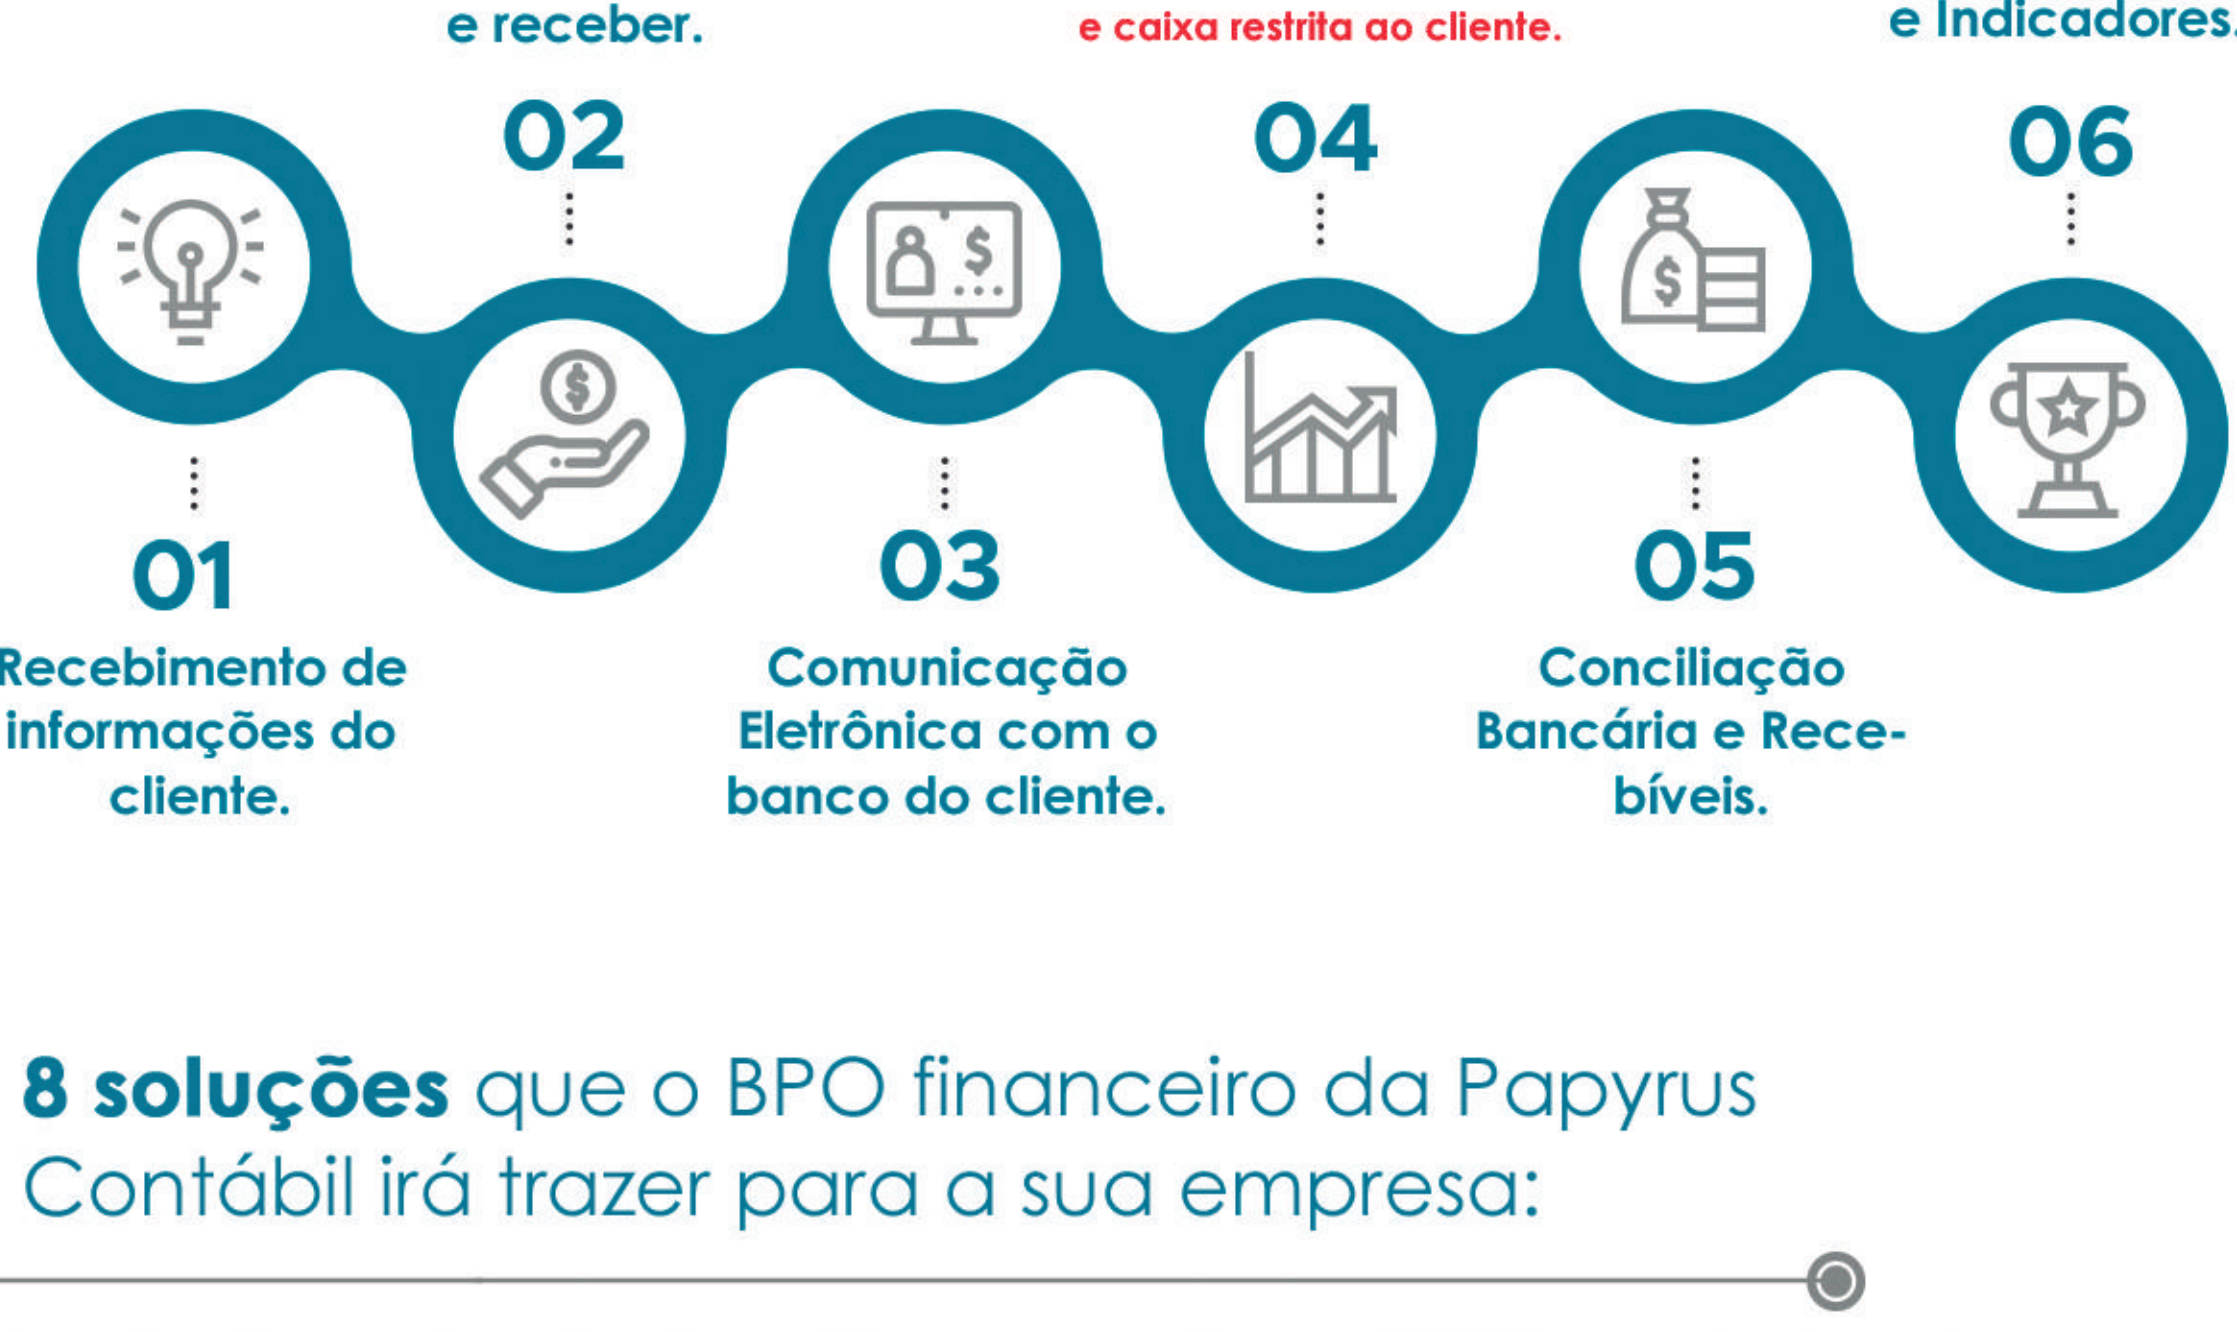 e receber.
e caixa restrita ao cliente.
e Indicadores.
02
04
06
01
03
05
Recebimento de
informações do
cliente.
Comunicação
Eletrônica com o
banco do cliente.
Conciliação
Bancária e Rece-
bíveis.
8 soluções que o BPO financeiro da Papyrus
Contábil irá trazer para a sua empresa: